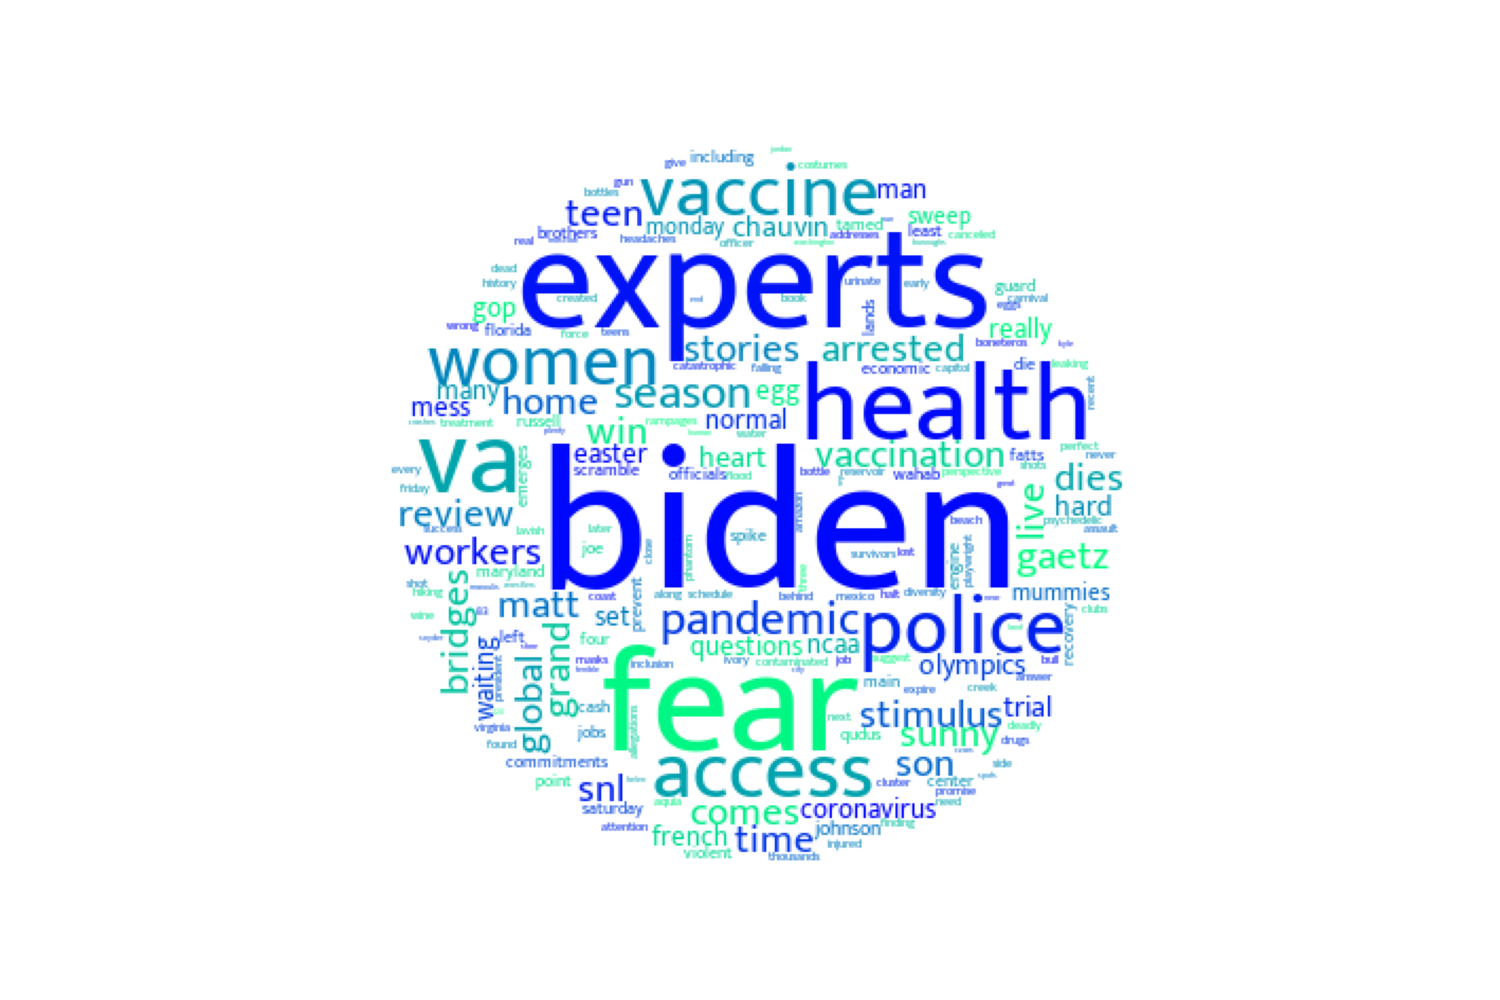 including
give
costumes
vaccine
man
gun
bottles
teen
sweep
monday
chauvin
tamed
brothers
least
addresses
canceled
real
headaches
officer
experts
dead
history
urinate
early
guard
created
book
carnival
eggs
gop
lands
wrong
florida
force
teens
really
women
stories
arrested
boneteros
kyle
catastrophic
falling
economic
capitol
die
leaking
health
many
season
egg
recent
mess
home
normal
russell
treatment
win
rampages
water
va
easter
heart
vaccination
fatts
perfect
never
scramble
officials
flood
bottle
reservoir
wahab
perspective
shots
every
emerges
dies
friday
biden
review
live
hard
success
lavish
later
amazon
beach
psychedelic
assault
spike
workers
joe
close
phantom
survivors
lost
engine
playwright
gaetz
maryland
three
shot
hiking
bridges
matt
prevent
coast
along
schedule
behind
mexico
halt
diversity
mummies
wine
83
set
pandemic
police
clubs
recovery
left
four
questions
ncaa
waiting
president
global
grand
masks
inclusion
ivory
contaminated
job
suggest
olympics
bull
fear
main
expire
creek
answer
cash
allegations
next
stimulus
trial
virginia
jobs
qudus
sunny
deadly
drugs
found
commitments
access
son
side
point
snl
cluster
center
promise
saturday
aquia
comes
coronavirus
need
attention
french
time
johnson
finding
violent
injured
thousands